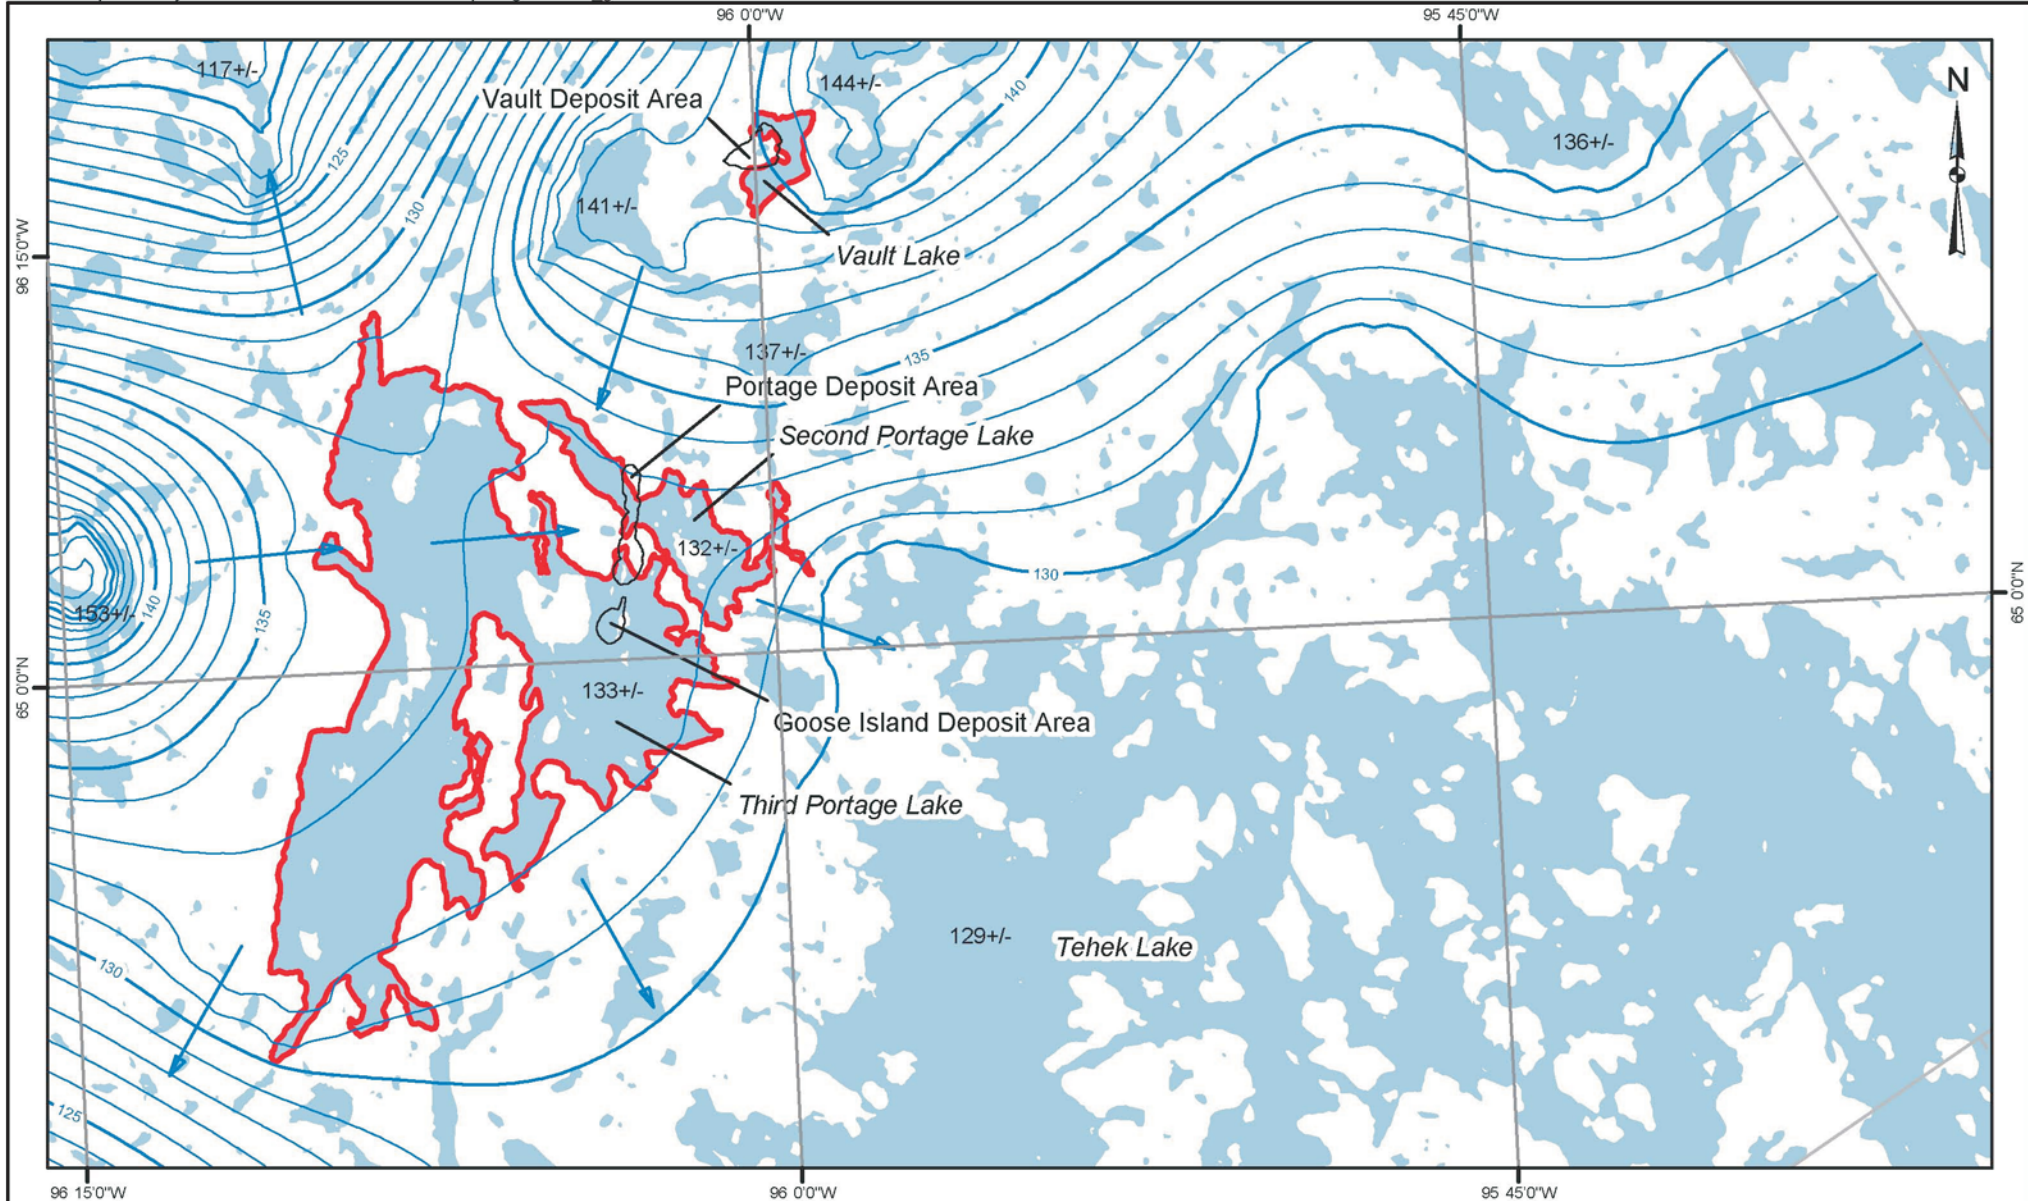 96 0'0"W
95 45'0"W
117+/-
144+/-
140
N
Vault Deposit Area
125
136+/-
130
141+/-
Vault Lake
96 15'0"W
137+/-
135
Portage Deposit Area
Second Portage Lake
132+/-
130
153+/-
140
135
65 0'0"N
65 0'0"N
133+/-
Goose Island Deposit Area
Third Portage Lake
129+/-
Tehek Lake
130
125
96 15'0"W
96 0'0"W
95 45'0"W